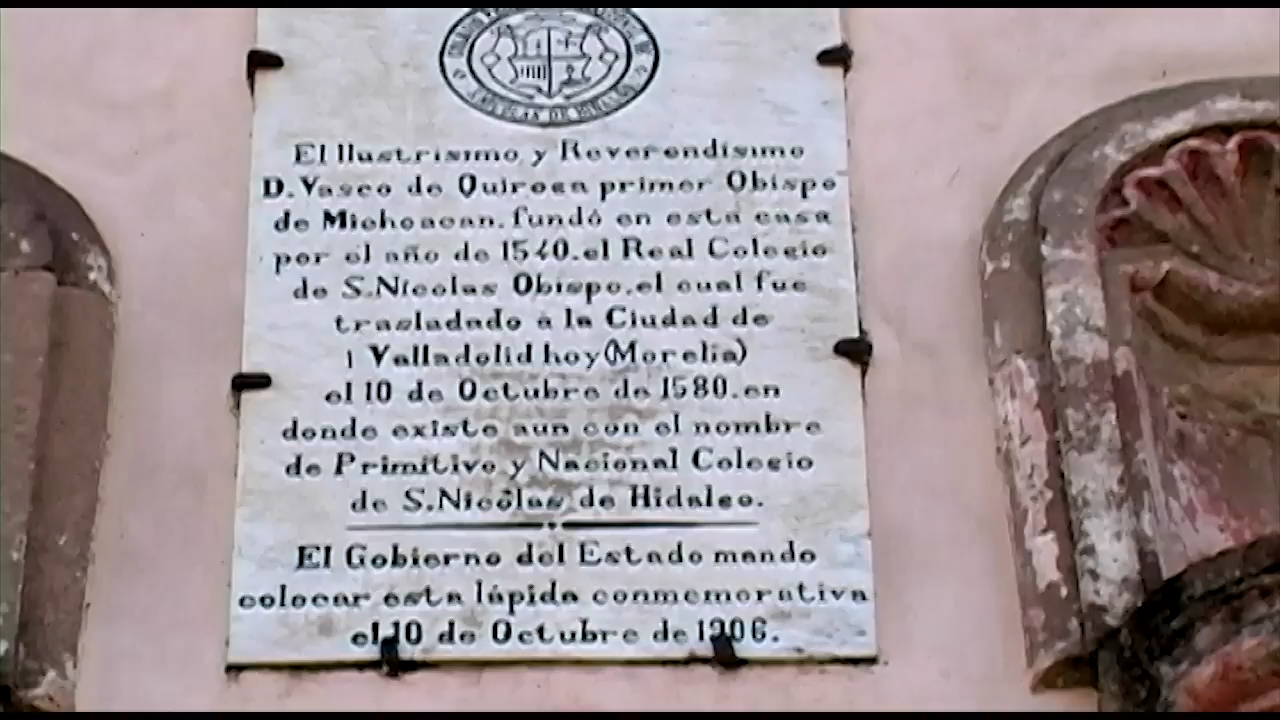 El Ilustrisimo y Reverendisimo
D. Vasco de Quiroga primer Obispo
de Michoacan. fundó en esta casa
por el año de 1540. el Real Colegio
de S. Nicolas Obispo. el cual fue
trasladado a la Ciudad de
Valladolid hoy (Morelia)
el 10 de Octubre de 1580. en
donde existe aun con el nombre
de Primitivo y Nacional Colegio
de S. Nicolas de Hidalgo.
El Gobierno del Estado mando
colocar esta lápida conmemorativa
el 10 de Octubre de 1906.